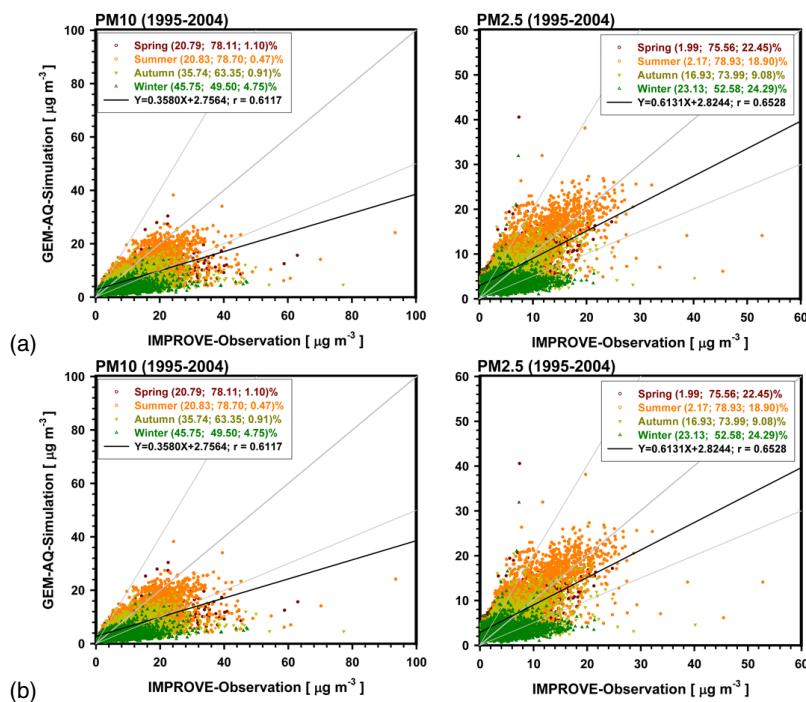 PM10 (1995-2004)
100
80
60
40
20
0
0 20 40 60 80 100
Spring (20.79; 78.11; 1.10)%
Summer (20.83; 78.70; 0.47)%
Autumn (35.74; 63.35; 0.91)%
Winter (45.75; 49.50; 4.75)%
Y=0.3580X+2.7564; r = 0.6117
GEM-AQ-Simulation [ µg m⁻³ ]
IMPROVE-Observation [ µg m⁻³ ]
PM2.5 (1995-2004)
60
50
40
30
20
10
0
0 10 20 30 40 50 60
Spring (1.99; 75.56; 22.45)%
Summer (2.17; 78.93; 18.90)%
Autumn (16.93; 73.99; 9.08)%
Winter (23.13; 52.58; 24.29)%
Y=0.6131X+2.8244; r = 0.6528
IMPROVE-Observation [ µg m⁻³ ]
(a)
PM10 (1995-2004)
100
80
60
40
20
0
0 20 40 60 80 100
Spring (20.79; 78.11; 1.10)%
Summer (20.83; 78.70; 0.47)%
Autumn (35.74; 63.35; 0.91)%
Winter (45.75; 49.50; 4.75)%
Y=0.3580X+2.7564; r = 0.6117
GEM-AQ-Simulation [ µg m⁻³ ]
IMPROVE-Observation [ µg m⁻³ ]
PM2.5 (1995-2004)
60
50
40
30
20
10
0
0 10 20 30 40 50 60
Spring (1.99; 75.56; 22.45)%
Summer (2.17; 78.93; 18.90)%
Autumn (16.93; 73.99; 9.08)%
Winter (23.13; 52.58; 24.29)%
Y=0.6131X+2.8244; r = 0.6528
IMPROVE-Observation [ µg m⁻³ ]
(b)